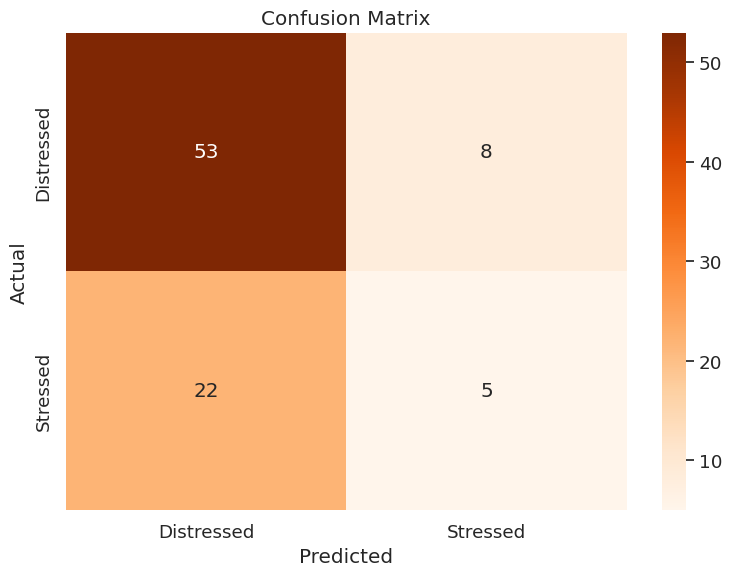 Confusion Matrix
Actual
Distressed
Stressed
53
8
22
5
Distressed
Stressed
Predicted
50
40
30
20
10